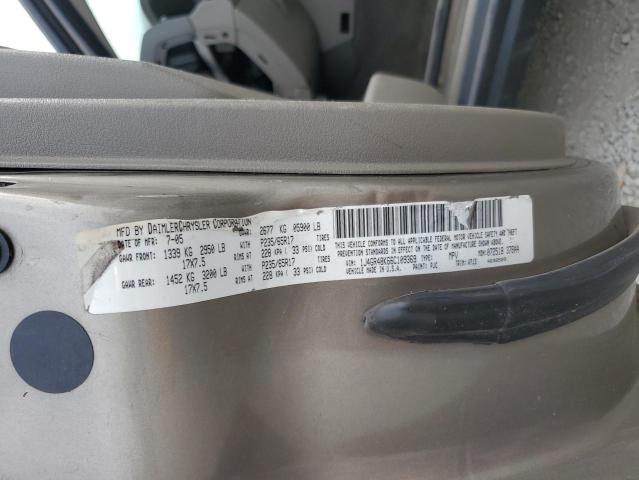 MFD BY DAIMLERCHRYSLER CORPORATION
DATE OF MFR: 7-05 GVWR: 2677 KG 05900 LB
GAWR FRONT: 1339 KG 2950 LB P235/65R17 TIRES
17X7.5 RIMS AT 228 KPA ( 33 PSI) COLD
GAWR REAR: 1452 KG 3200 LB P235/65R17 TIRES
17X7.5 RIMS AT 228 KPA ( 33 PSI) COLD
THIS VEHICLE CONFORMS TO ALL APPLICABLE FEDERAL MOTOR VEHICLE SAFETY AND THEFT
PREVENTION STANDARDS IN EFFECT ON THE DATE OF MANUFACTURE SHOWN ABOVE.
VIN: TYPE: MPV
MADE IN U.S.A. PAINT: PJC